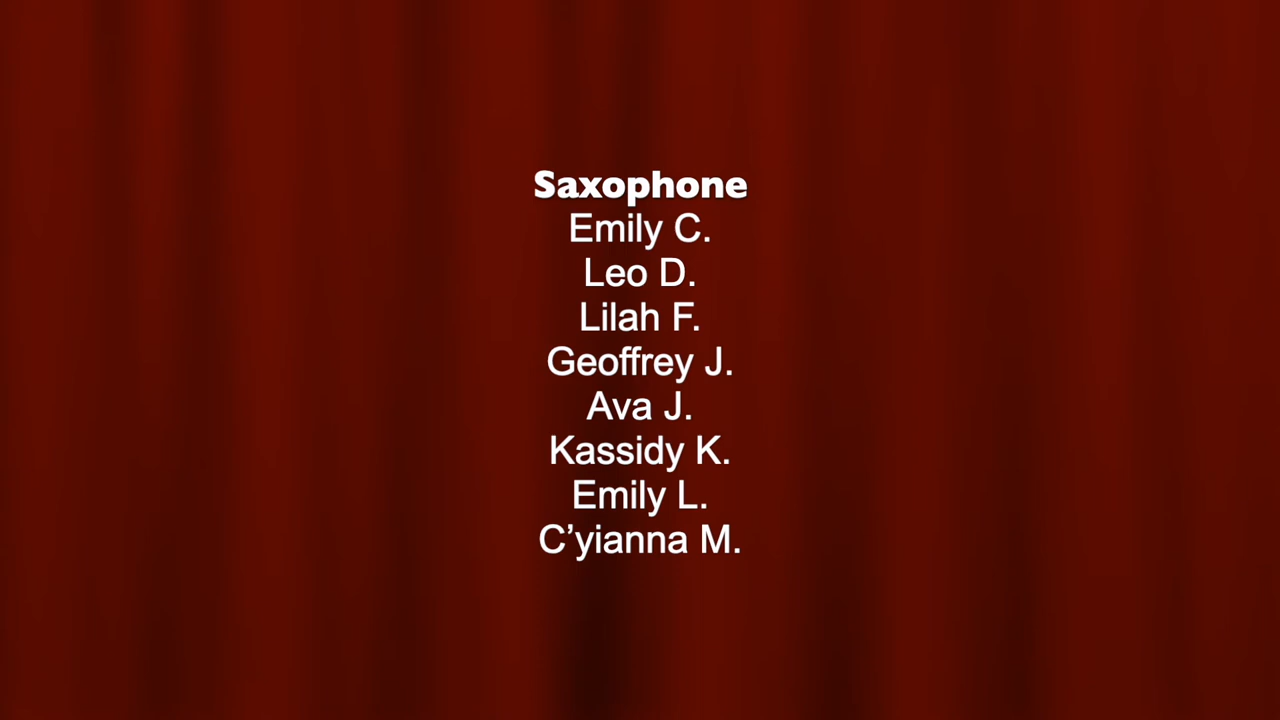 Saxophone
Emily C.
Leo D.
Lilah F.
Geoffrey J.
Ava J.
Kassidy K.
Emily L.
C’yianna M.